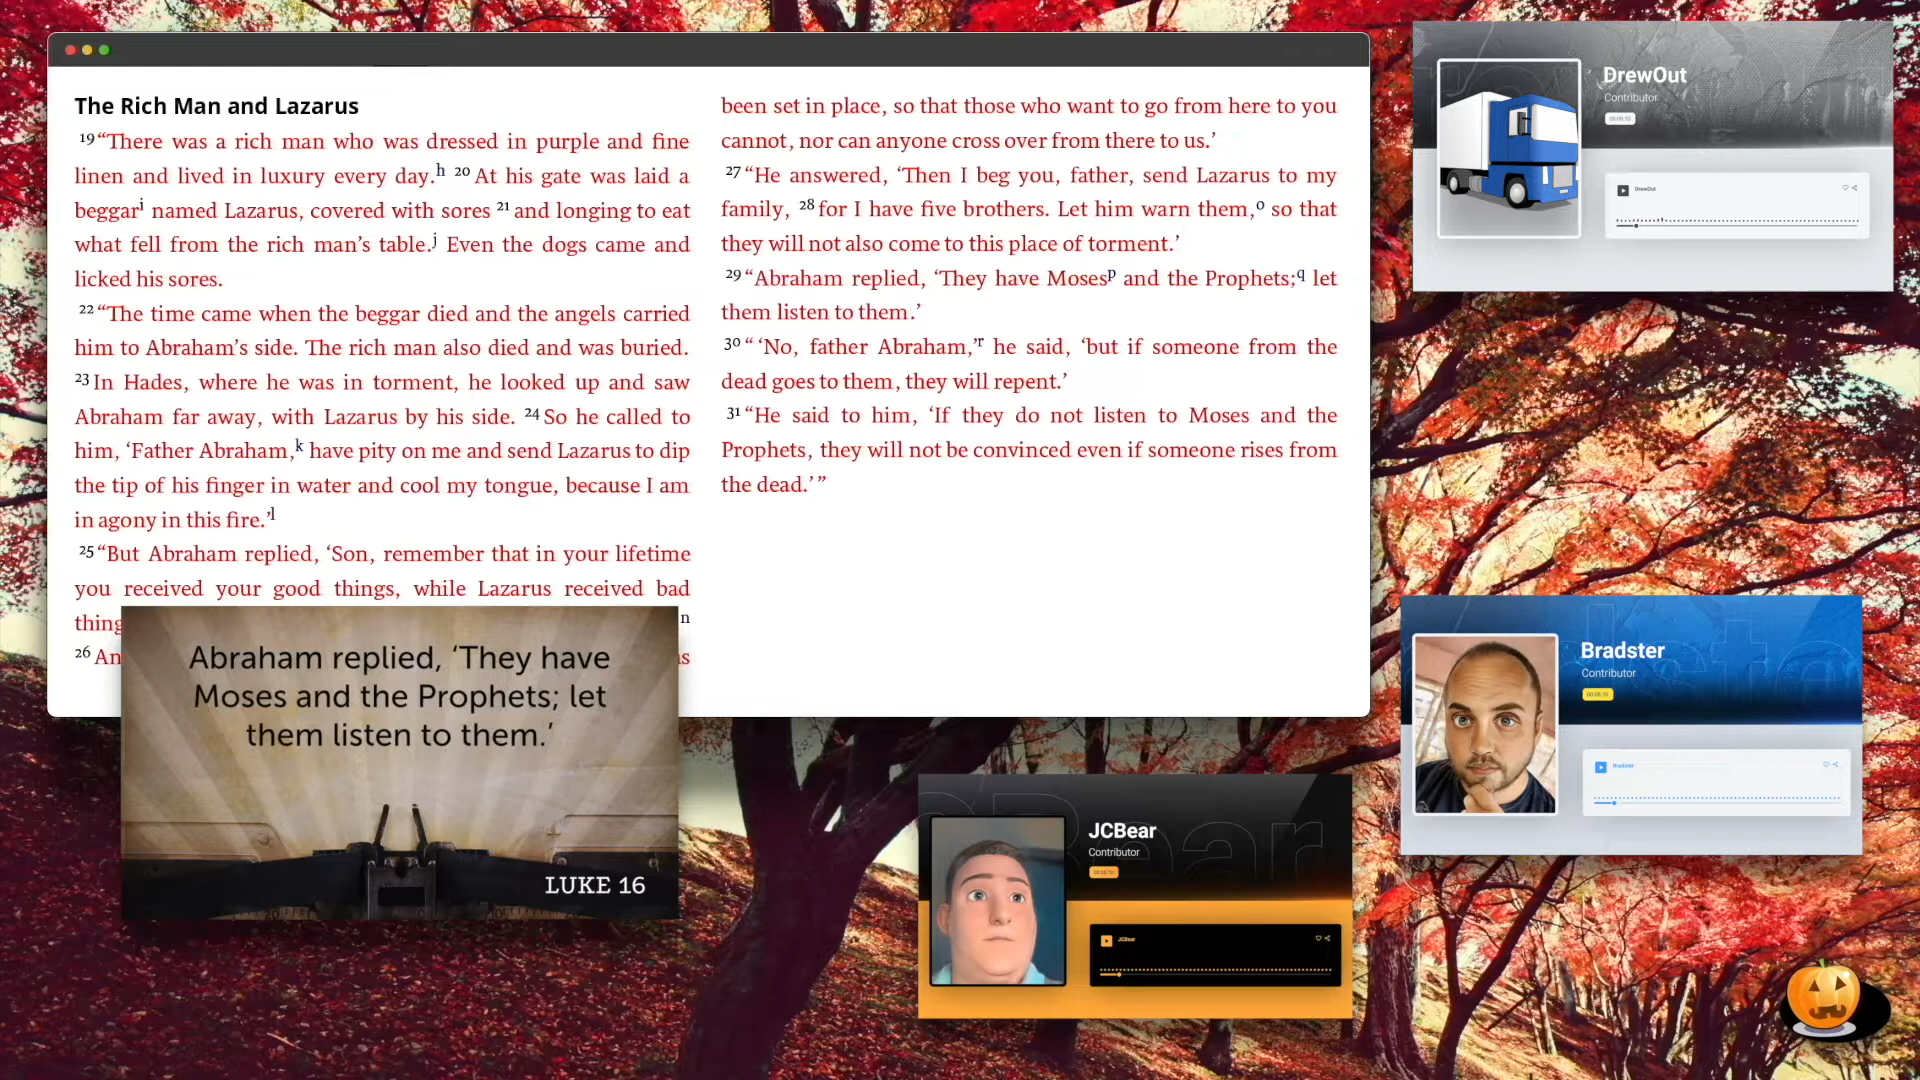 The Rich Man and Lazarus
19 “There was a rich man who was dressed in purple and fine
linen and lived in luxury every day.h 20 At his gate was laid a
beggari named Lazarus, covered with sores 21 and longing to eat
what fell from the rich man’s table.j Even the dogs came and
licked his sores.
22 “The time came when the beggar died and the angels carried
him to Abraham’s side. The rich man also died and was buried.
23 In Hades, where he was in torment, he looked up and saw
Abraham far away, with Lazarus by his side. 24 So he called to
him, ‘Father Abraham,k have pity on me and send Lazarus to dip
the tip of his finger in water and cool my tongue, because I am
in agony in this fire.’l
25 “But Abraham replied, ‘Son, remember that in your lifetime
you received your good things, while Lazarus received bad
thing n
26 An
been set in place, so that those who want to go from here to you
cannot, nor can anyone cross over from there to us.’
27 “He answered, ‘Then I beg you, father, send Lazarus to my
family, 28 for I have five brothers. Let him warn them,o so that
they will not also come to this place of torment.’
29 “Abraham replied, ‘They have Mosesp and the Prophets;q let
them listen to them.’
30 “ ‘No, father Abraham,’r he said, ‘but if someone from the
dead goes to them, they will repent.’
31 “He said to him, ‘If they do not listen to Moses and the
Prophets, they will not be convinced even if someone rises from
the dead.’ ”
Abraham replied, ‘They have
Moses and the Prophets; let
them listen to them.’
LUKE 16
DrewOut
Contributor
00:05:10
DrewOut
Bradster
Contributor
00:05:10
Bradster
JCBear
Contributor
00:05:10
JCBear